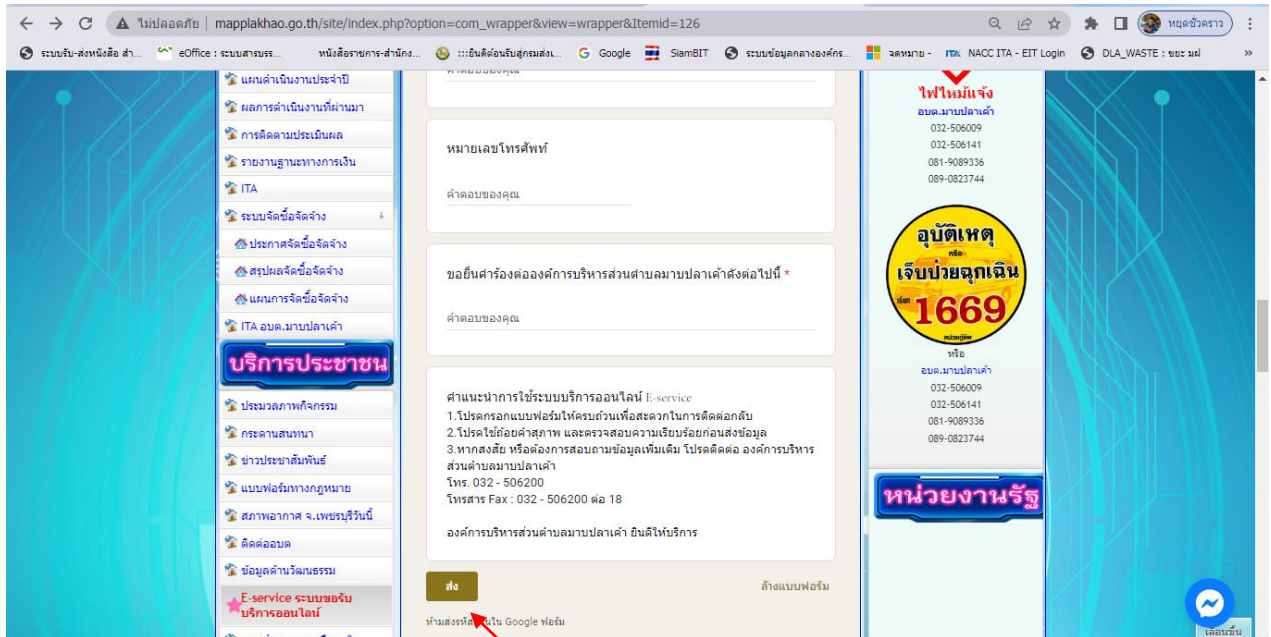 ไม่ปลอดภัย | mapplakhao.go.th/site/index.php?option=com_wrapper&view=wrapper&Itemid=126
หยุดชั่วคราว
ระบบรับ-ส่งหนังสือ สำ...
eOffice : ระบบสารบรร...
หนังสือราชการ-สำนักง...
:::ยินดีต้อนรับสู่กรมส่งเ...
Google
SiamBIT
ระบบข้อมูลกลางองค์กร...
จดหมาย -
NACC ITA - EIT Login
DLA_WASTE : ขยะ มฝ
»
แผนดำเนินงานประจำปี
ผลการดำเนินงานที่ผ่านมา
การติดตามประเมินผล
รายงานฐานะทางการเงิน
ITA
ระบบจัดซื้อจัดจ้าง
ประกาศจัดซื้อจัดจ้าง
สรุปผลจัดซื้อจัดจ้าง
แผนการจัดซื้อจัดจ้าง
ITA อบต.มาบปลาเค้า
บริการประชาชน
ประมวลภาพกิจกรรม
กระดานสนทนา
ข่าวประชาสัมพันธ์
แบบฟอร์มทางกฎหมาย
สภาพอากาศ จ.เพชรบุรีวันนี้
ติดต่ออบต
ข้อมูลด้านวัฒนธรรม
E-service ระบบขอรับ
บริการออนไลน์
คำตอบของคุณ
หมายเลขโทรศัพท์
คำตอบของคุณ
ขอยื่นคำร้องต่อองค์การบริหารส่วนตำบลมาบปลาเค้าดังต่อไปนี้ *
คำตอบของคุณ
คำแนะนำการใช้ระบบบริการออนไลน์ E-service
1.โปรดกรอกแบบฟอร์มให้ครบถ้วนเพื่อสะดวกในการติดต่อกลับ
2.โปรดใช้ถ้อยคำสุภาพ และตรวจสอบความเรียบร้อยก่อนส่งข้อมูล
3.หากสงสัย หรือต้องการสอบถามข้อมูลเพิ่มเติม โปรดติดต่อ องค์การบริหาร
ส่วนตำบลมาบปลาเค้า
โทร. 032 - 506200
โทรสาร Fax : 032 - 506200 ต่อ 18
องค์การบริหารส่วนตำบลมาบปลาเค้า ยินดีให้บริการ
ส่ง
ล้างแบบฟอร์ม
ห้ามส่งรหัสผ่านใน Google ฟอร์ม
ไฟไหม้แจ้ง
อบต.มาบปลาเค้า
032-506009
032-506141
081-9089336
089-0823744
อุบัติเหตุ
หรือ
เจ็บป่วยฉุกเฉิน
เรียก
1669
หน่วยกู้ชีพ
หรือ
อบต.มาบปลาเค้า
032-506009
032-506141
081-9089336
089-0823744
หน่วยงานรัฐ
เลื่อนขึ้น